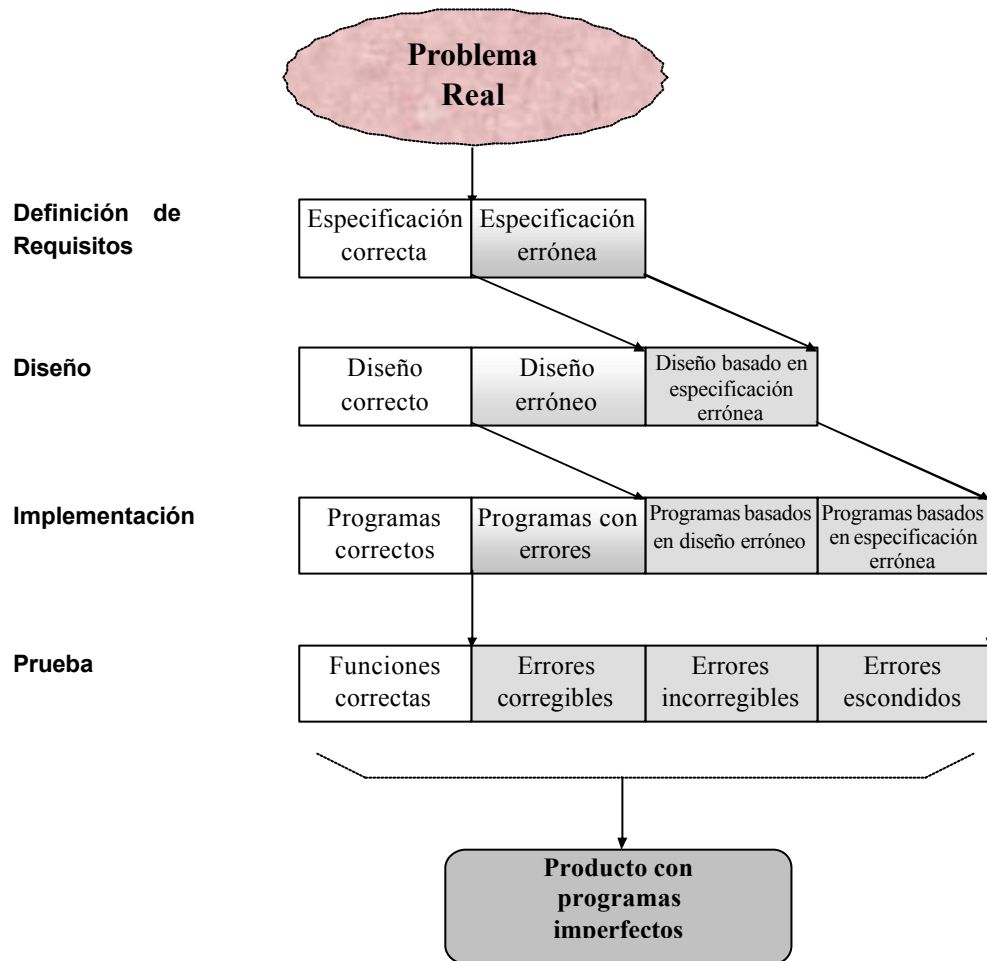 Problema
Real
Definición de
Requisitos
Especificación
correcta
Especificación
errónea
Diseño
Diseño
correcto
Diseño
erróneo
Diseño basado en
especificación
errónea
Implementación
Programas
correctos
Programas con
errores
Programas basados
en diseño erróneo
Programas basados
en especificación
errónea
Prueba
Funciones
correctas
Errores
corregibles
Errores
incorregibles
Errores
escondidos
Producto con
programas
imperfectos